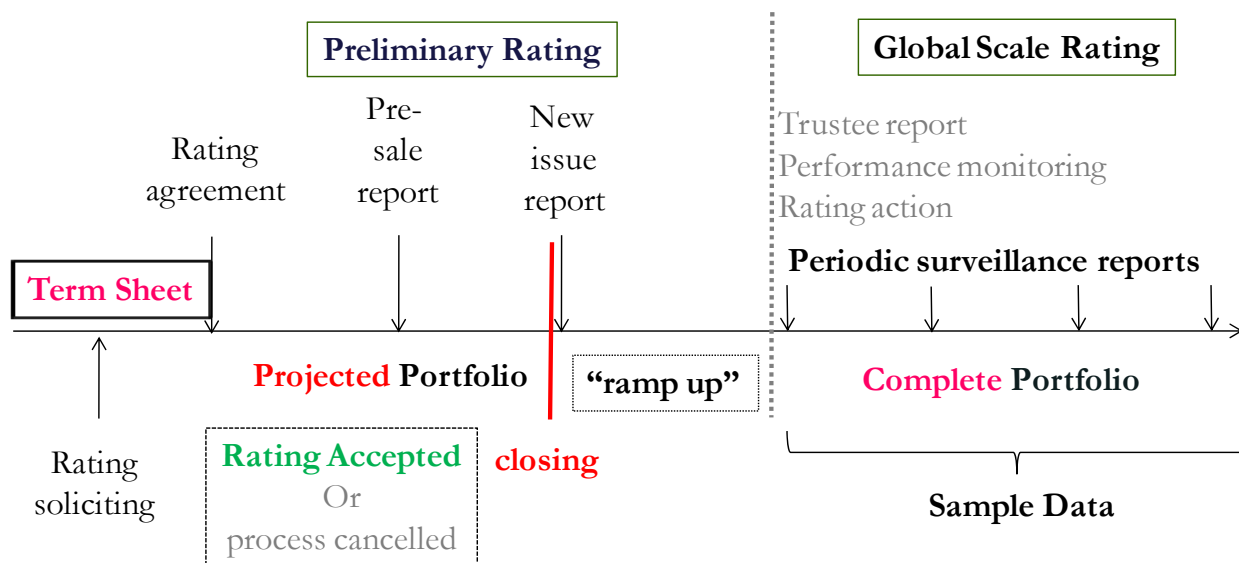 Preliminary Rating
Global Scale Rating
Rating
agreement
Pre-
sale
report
New
issue
report
Trustee report
Performance monitoring
Rating action
Periodic surveillance reports
Term Sheet
Projected Portfolio
“ramp up”
Complete Portfolio
Rating
soliciting
Rating Accepted
Or
process cancelled
closing
Sample Data